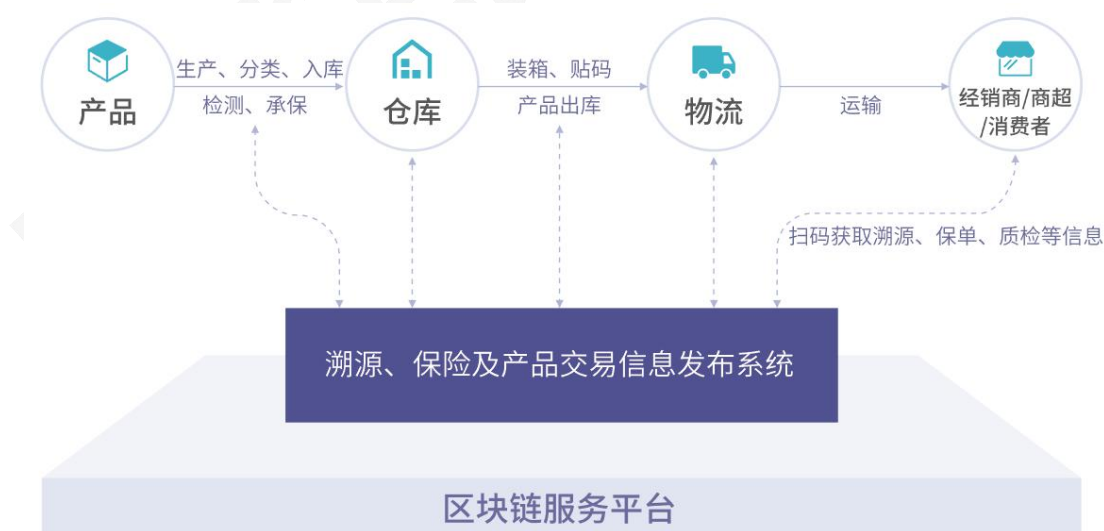 生产、分类、入库
装箱、贴码
产品
检测、承保
仓库
产品出库
物流
运输
经销商/商超
/消费者
扫码获取溯源、保单、质检等信息
溯源、保险及产品交易信息发布系统
区块链服务平台